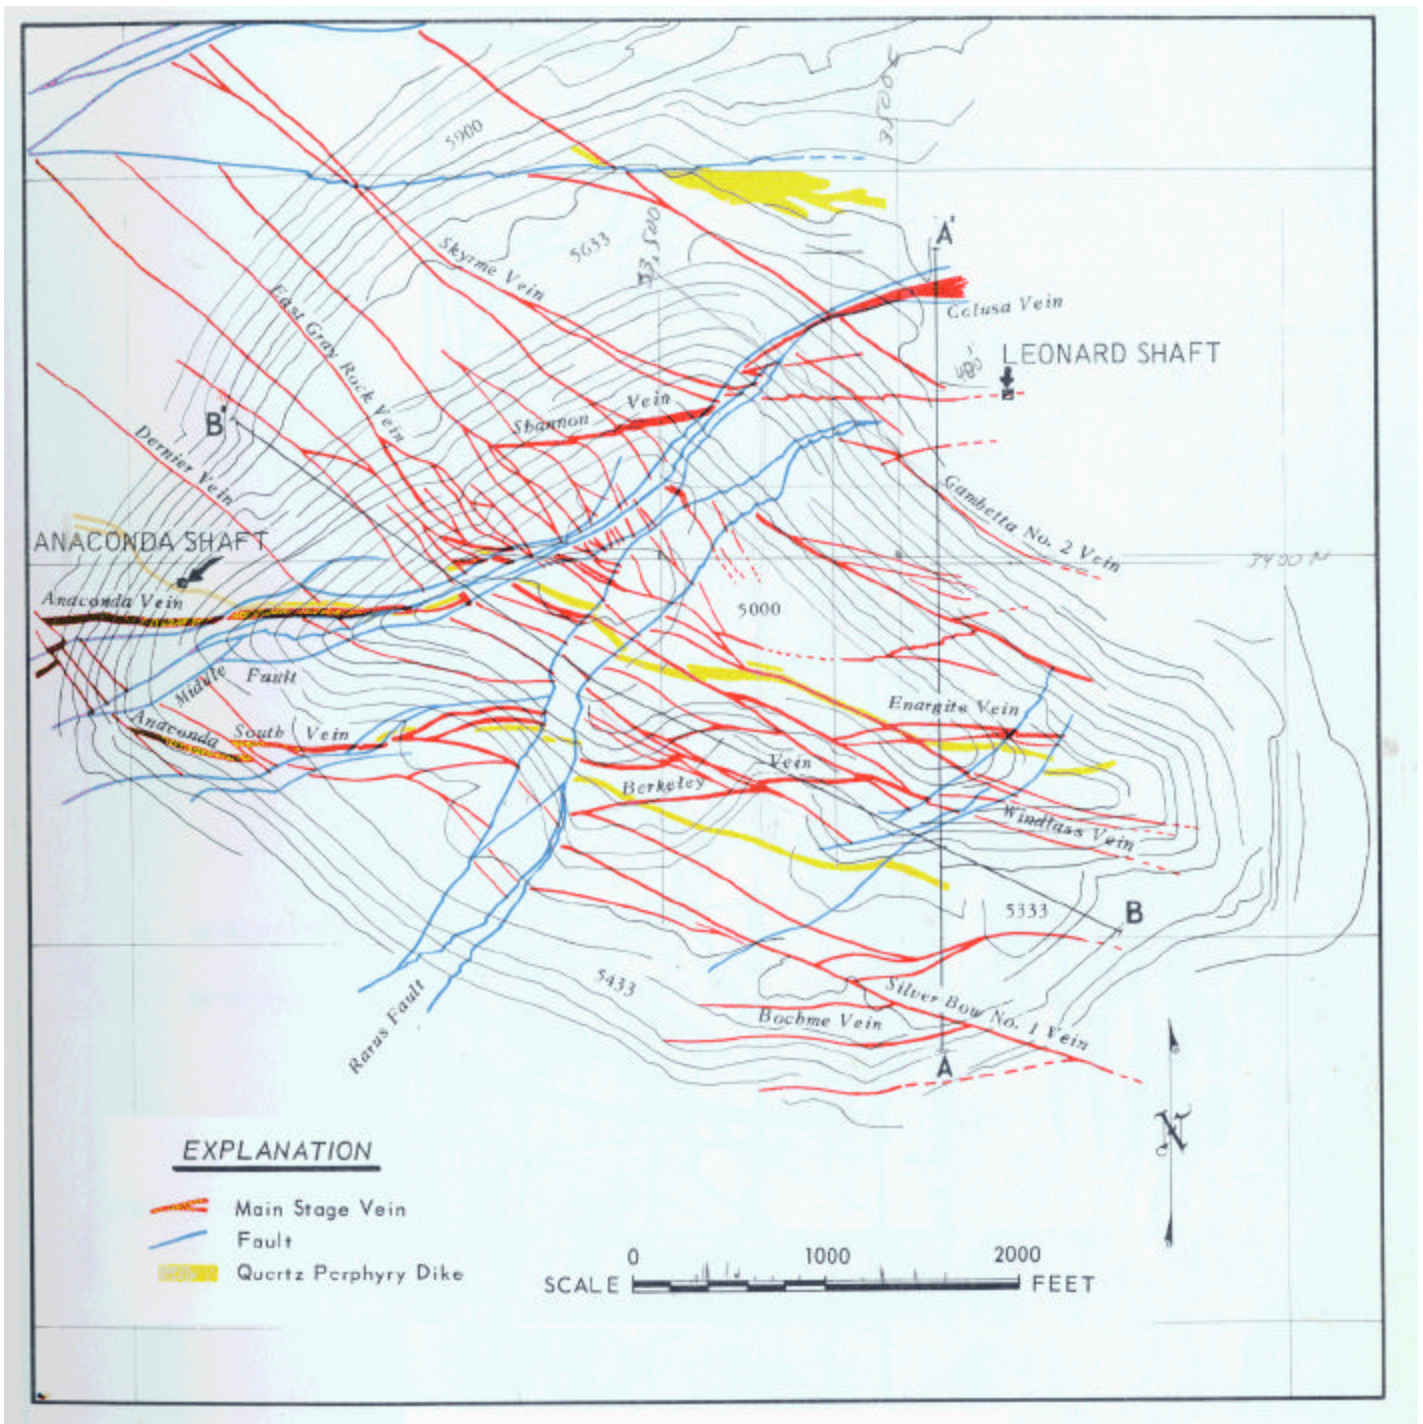 5900
31500 E
5633
33,500
A'
Skyrme Vein
East Gray Rock Vein
Colusa Vein
LEONARD SHAFT
B'
Shannon Vein
Dernier Vein
Gambetta No. 2 Vein
ANACONDA SHAFT
3400 N
Anaconda Vein
5000
Middle Fault
Enargite Vein
Anaconda South Vein
Berkeley Vein
Windlass Vein
5333
B
5433
Silver Bow No. 1 Vein
Boehme Vein
Rarus Fault
A
N
EXPLANATION
Main Stage Vein
Fault
Quartz Porphyry Dike
0 1000 2000
SCALE FEET